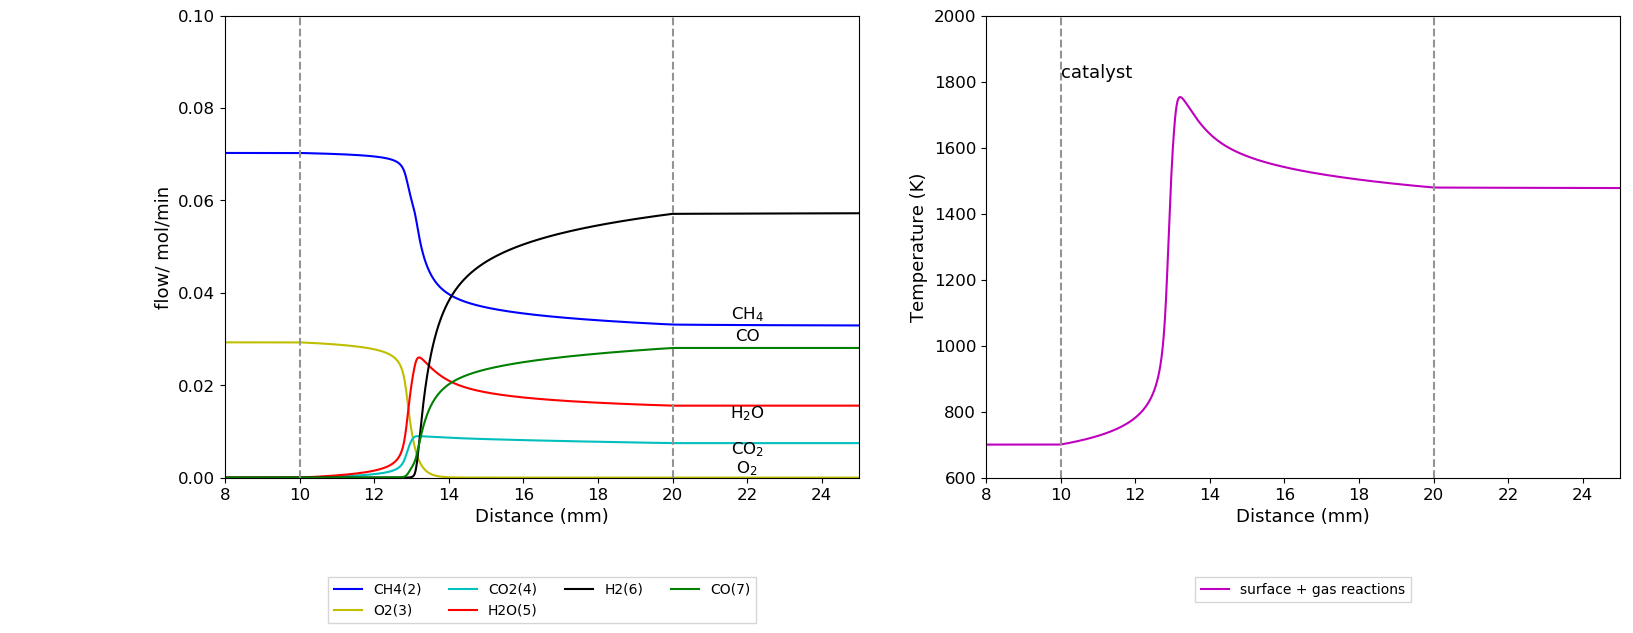 0.10
0.08
0.06
0.04
0.02
0.00
flow/ mol/min
8 10 12 14 16 18 20 22 24
Distance (mm)
CH₄
CO
H₂O
CO₂
O₂
CH4(2) CO2(4) H2(6) CO(7)
O2(3) H2O(5)
2000
1800
1600
1400
1200
1000
800
600
Temperature (K)
catalyst
8 10 12 14 16 18 20 22 24
Distance (mm)
surface + gas reactions